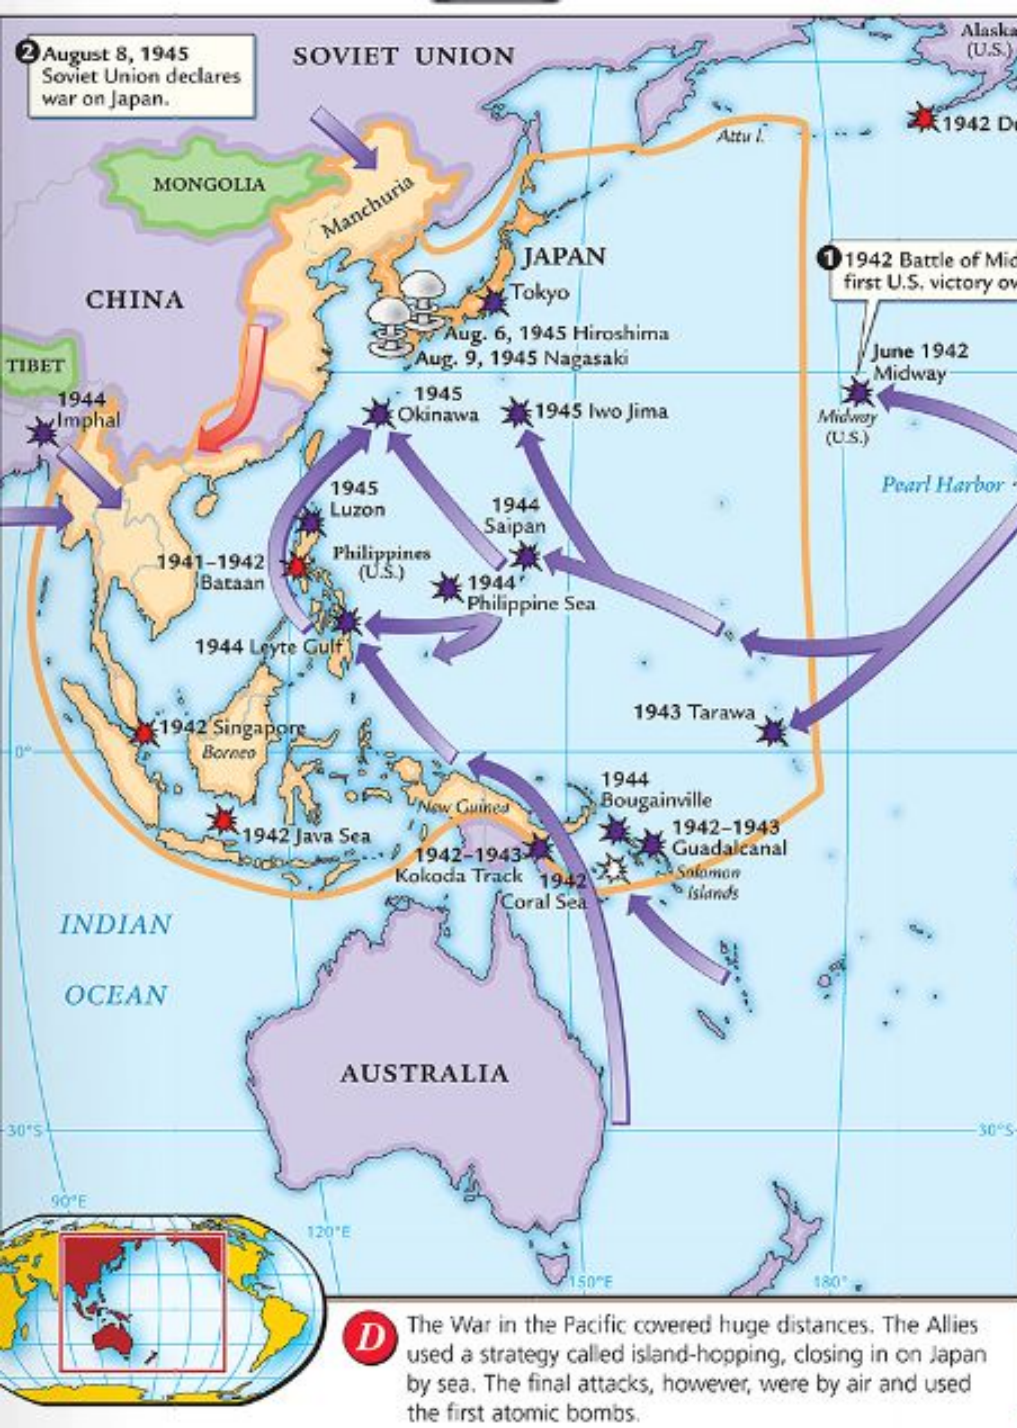 SOVIET UNION
Alaska
(U.S.)
2 August 8, 1945
Soviet Union declares
war on Japan.
1942 D
Attu I.
MONGOLIA
Manchuria
JAPAN
Tokyo
1 1942 Battle of Mid
first U.S. victory ov
CHINA
Aug. 6, 1945 Hiroshima
Aug. 9, 1945 Nagasaki
TIBET
June 1942
Midway
Midway
(U.S.)
1944
Imphal
1945
Okinawa
1945 Iwo Jima
Pearl Harbor
1945
Luzon
1944
Saipan
1941–1942
Bataan
Philippines
(U.S.)
1944
Philippine Sea
1944 Leyte Gulf
1943 Tarawa
1942 Singapore
Borneo
0°
1944
Bougainville
New Guinea
1942 Java Sea
1942–1943
Guadalcanal
1942–1943
Kokoda Track
1942
Coral Sea
Solomon
Islands
INDIAN
OCEAN
AUSTRALIA
30°S
30°S
90°E
120°E
150°E
180°
D
The War in the Pacific covered huge distances. The Allies
used a strategy called island-hopping, closing in on Japan
by sea. The final attacks, however, were by air and used
the first atomic bombs.